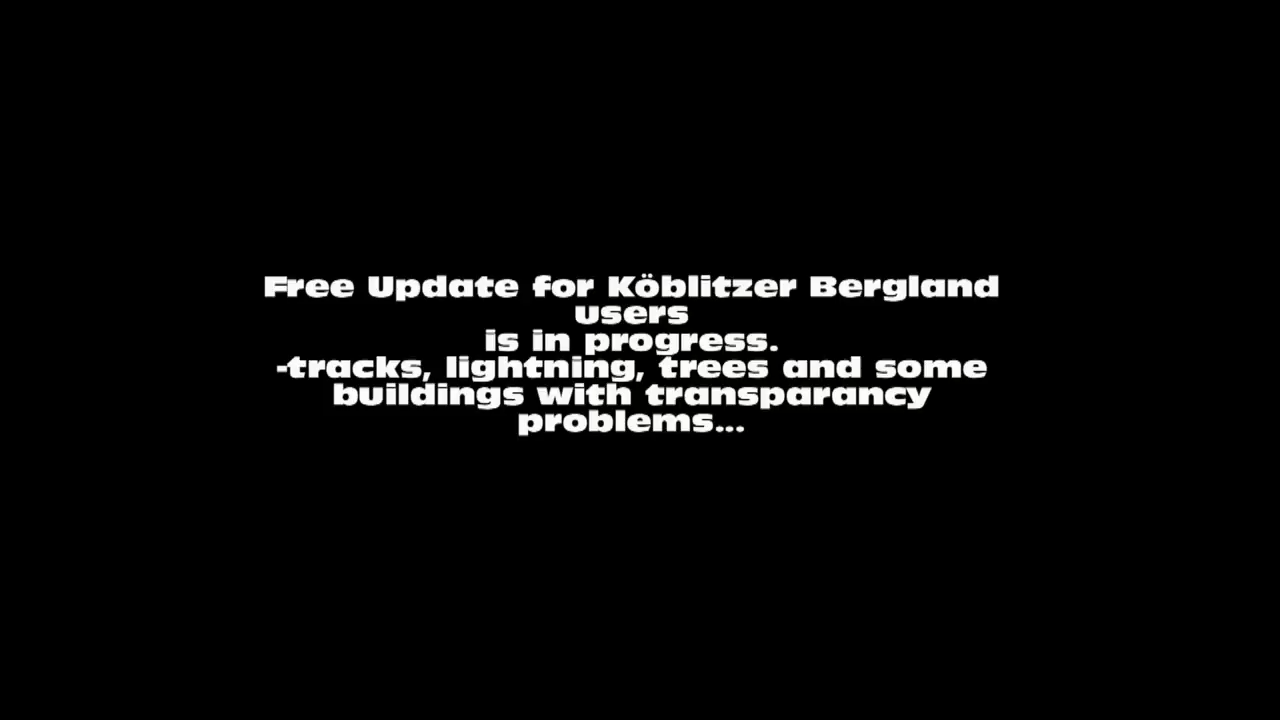 Free Update for Köblitzer Bergland
users
is in progress.
-tracks, lightning, trees and some
buildings with transparancy
problems...